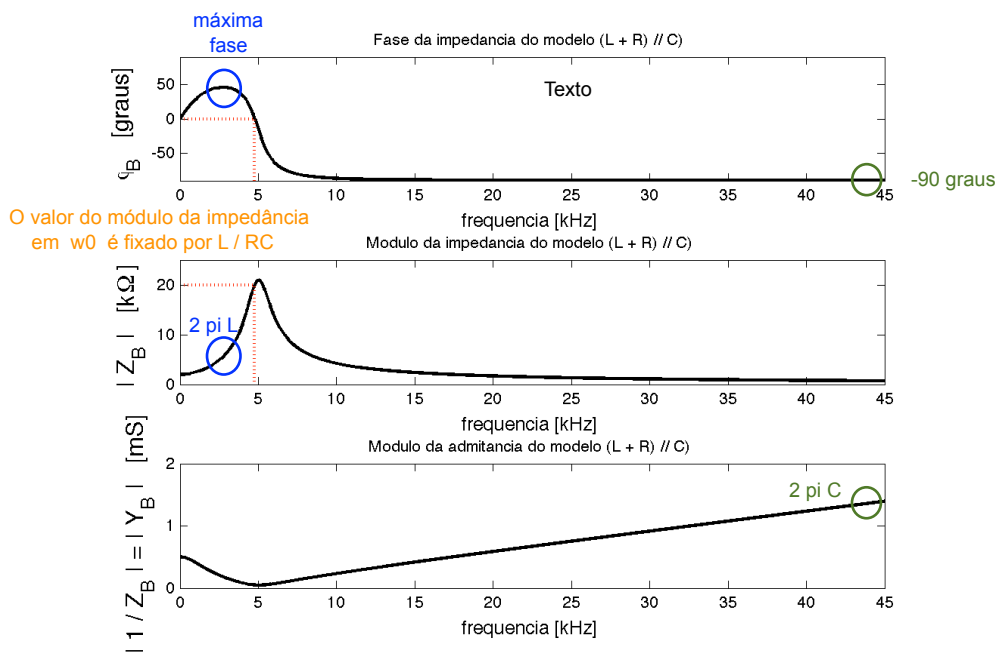 máxima
fase
Fase da impedancia do modelo (L + R) // C)
φB [graus]
50
0
-50
Texto
-90 graus
0 5 10 15 20 25 30 35 40 45
frequencia [kHz]
O valor do módulo da impedância
em w0 é fixado por L / RC
Modulo da impedancia do modelo (L + R) // C)
| ZB | [kΩ]
20
10
0
2 pi L
0 5 10 15 20 25 30 35 40 45
frequencia [kHz]
Modulo da admitancia do modelo (L + R) // C)
| 1 / ZB | = | YB | [mS]
2
1
0
2 pi C
0 5 10 15 20 25 30 35 40 45
frequencia [kHz]